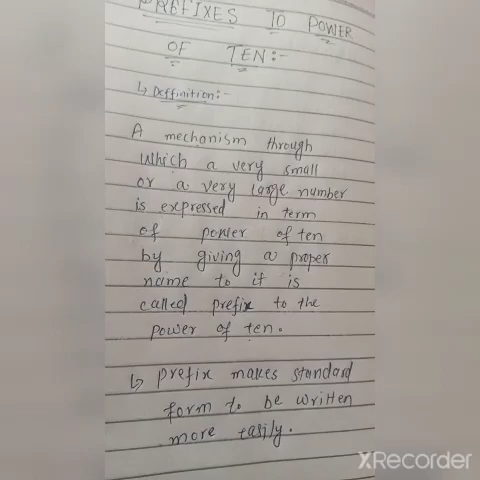 PREFIXES TO POWER
OF TEN:-
↳ Deffinition:-
A mechonism through
which a very small
or a very large number
is expressed in term
of power of ten
by giving a proper
name to it is
called prefix to the
power of ten.
↳ prefix makes standard
form to be written
more easily.
XRecorder